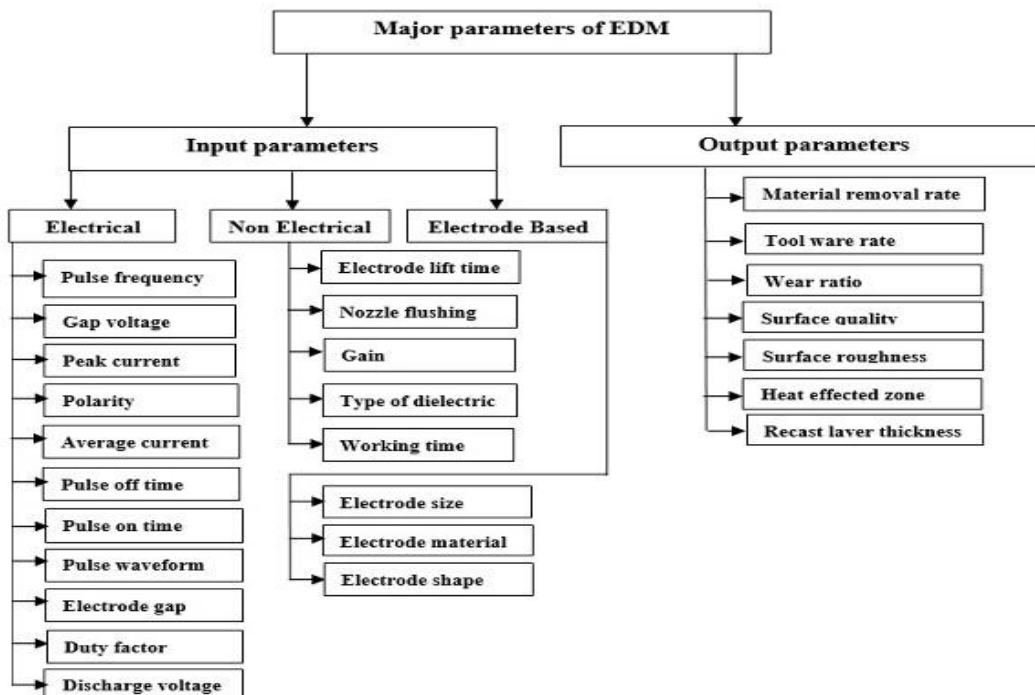 Major parameters of EDM
Input parameters
Output parameters
Electrical
Non Electrical
Electrode Based
Pulse frequency
Gap voltage
Peak current
Polarity
Average current
Pulse off time
Pulse on time
Pulse waveform
Electrode gap
Duty factor
Discharge voltage
Electrode lift time
Nozzle flushing
Gain
Type of dielectric
Working time
Electrode size
Electrode material
Electrode shape
Material removal rate
Tool ware rate
Wear ratio
Surface quality
Surface roughness
Heat effected zone
Recast layer thickness